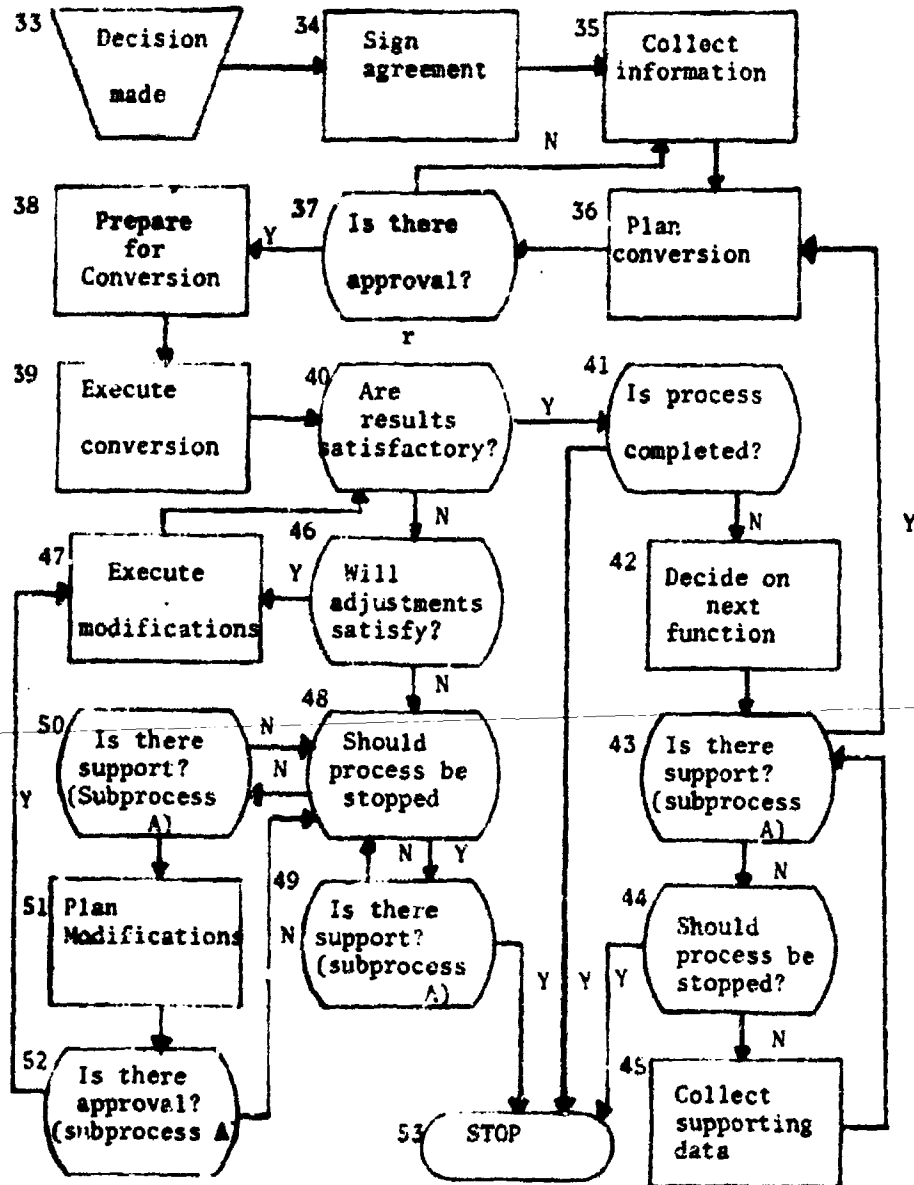 33
Decision
made
34
Sign
agreement
35
Collect
information
N
38
Prepare
for
Conversion
Y
37
Is there
approval?
r
36
Plan
conversion
39
Execute
conversion
40
Are
results
satisfactory?
Y
41
Is process
completed?
N
N
Y
47
Execute
modifications
Y
46
Will
adjustments
satisfy?
N
42
Decide on
next
function
50
Is there
support?
(Subprocess
A)
N
N
48
Should
process be
stopped
43
Is there
support?
(subprocess
A)
Y
N
Y
N
51
Plan
Modifications
49
N
Is there
support?
(subprocess
A)
Y
Y
Y
44
Should
process be
stopped?
N
52
Is there
approval?
(subprocess A
53
STOP
45
Collect
supporting
data